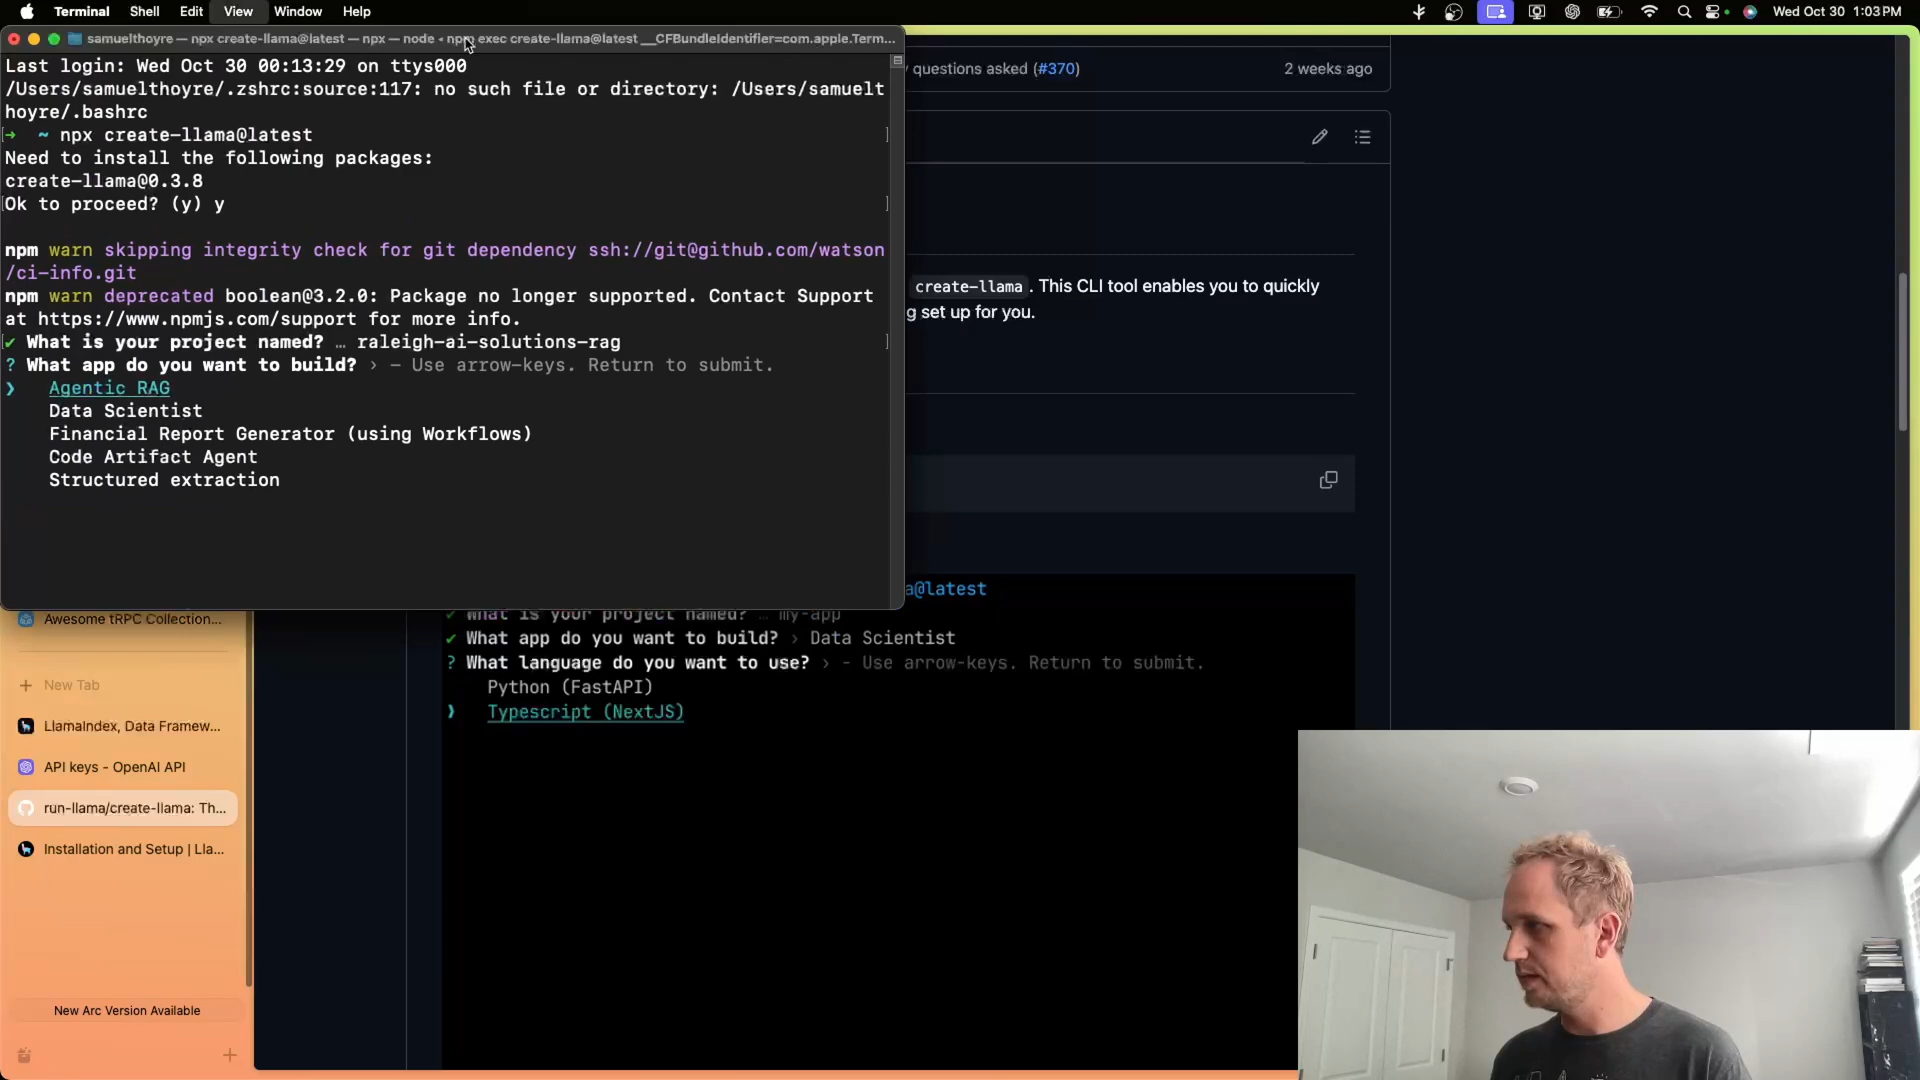 Terminal Shell Edit View Window Help Wed Oct 30 1:03 PM
samuelthoyre — npx create-llama@latest — npx — node ◂ npm exec create-llama@latest __CFBundleIdentifier=com.apple.Term...
Last login: Wed Oct 30 00:13:29 on ttys000
/Users/samuelthoyre/.zshrc:source:117: no such file or directory: /Users/samuelt
hoyre/.bashrc
[➜ ~ npx create-llama@latest ]
Need to install the following packages:
create-llama@0.3.8
[Ok to proceed? (y) y ]
npm warn skipping integrity check for git dependency ssh://git@github.com/watson
/ci-info.git
npm warn deprecated boolean@3.2.0: Package no longer supported. Contact Support
at https://www.npmjs.com/support for more info.
[✔ What is your project named? … raleigh-ai-solutions-rag ]
? What app do you want to build? › - Use arrow-keys. Return to submit.
❯ Agentic RAG
Data Scientist
Financial Report Generator (using Workflows)
Code Artifact Agent
Structured extraction
questions asked (#370) 2 weeks ago
create-llama. This CLI tool enables you to quickly
g set up for you.
a@latest
✔ What is your project named? … my-app
✔ What app do you want to build? › Data Scientist
? What language do you want to use? › - Use arrow-keys. Return to submit.
Python (FastAPI)
❯ Typescript (NextJS)
Awesome tRPC Collection...
+ New Tab
LlamaIndex, Data Framew...
API keys - OpenAI API
run-llama/create-llama: Th...
Installation and Setup | Lla...
New Arc Version Available